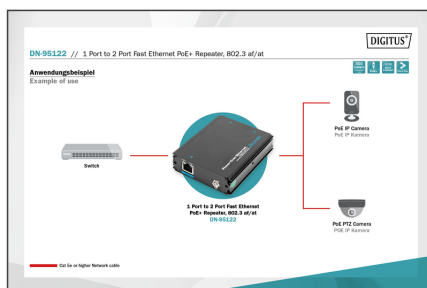 DIGITUS®
DN-95122 // 1 Port to 2 Port Fast Ethernet PoE+ Repeater, 802.3 af/at
Anwendungsbeispiel
Example of use
Switch
1 Port to 2 Port Fast Ethernet
PoE+ Repeater, 802.3 af/at
DN-95122
PoE IP Camera
PoE IP Kamera
PoE PTZ Camera
POE IP Kamera
Cat 5e or higher Network cable